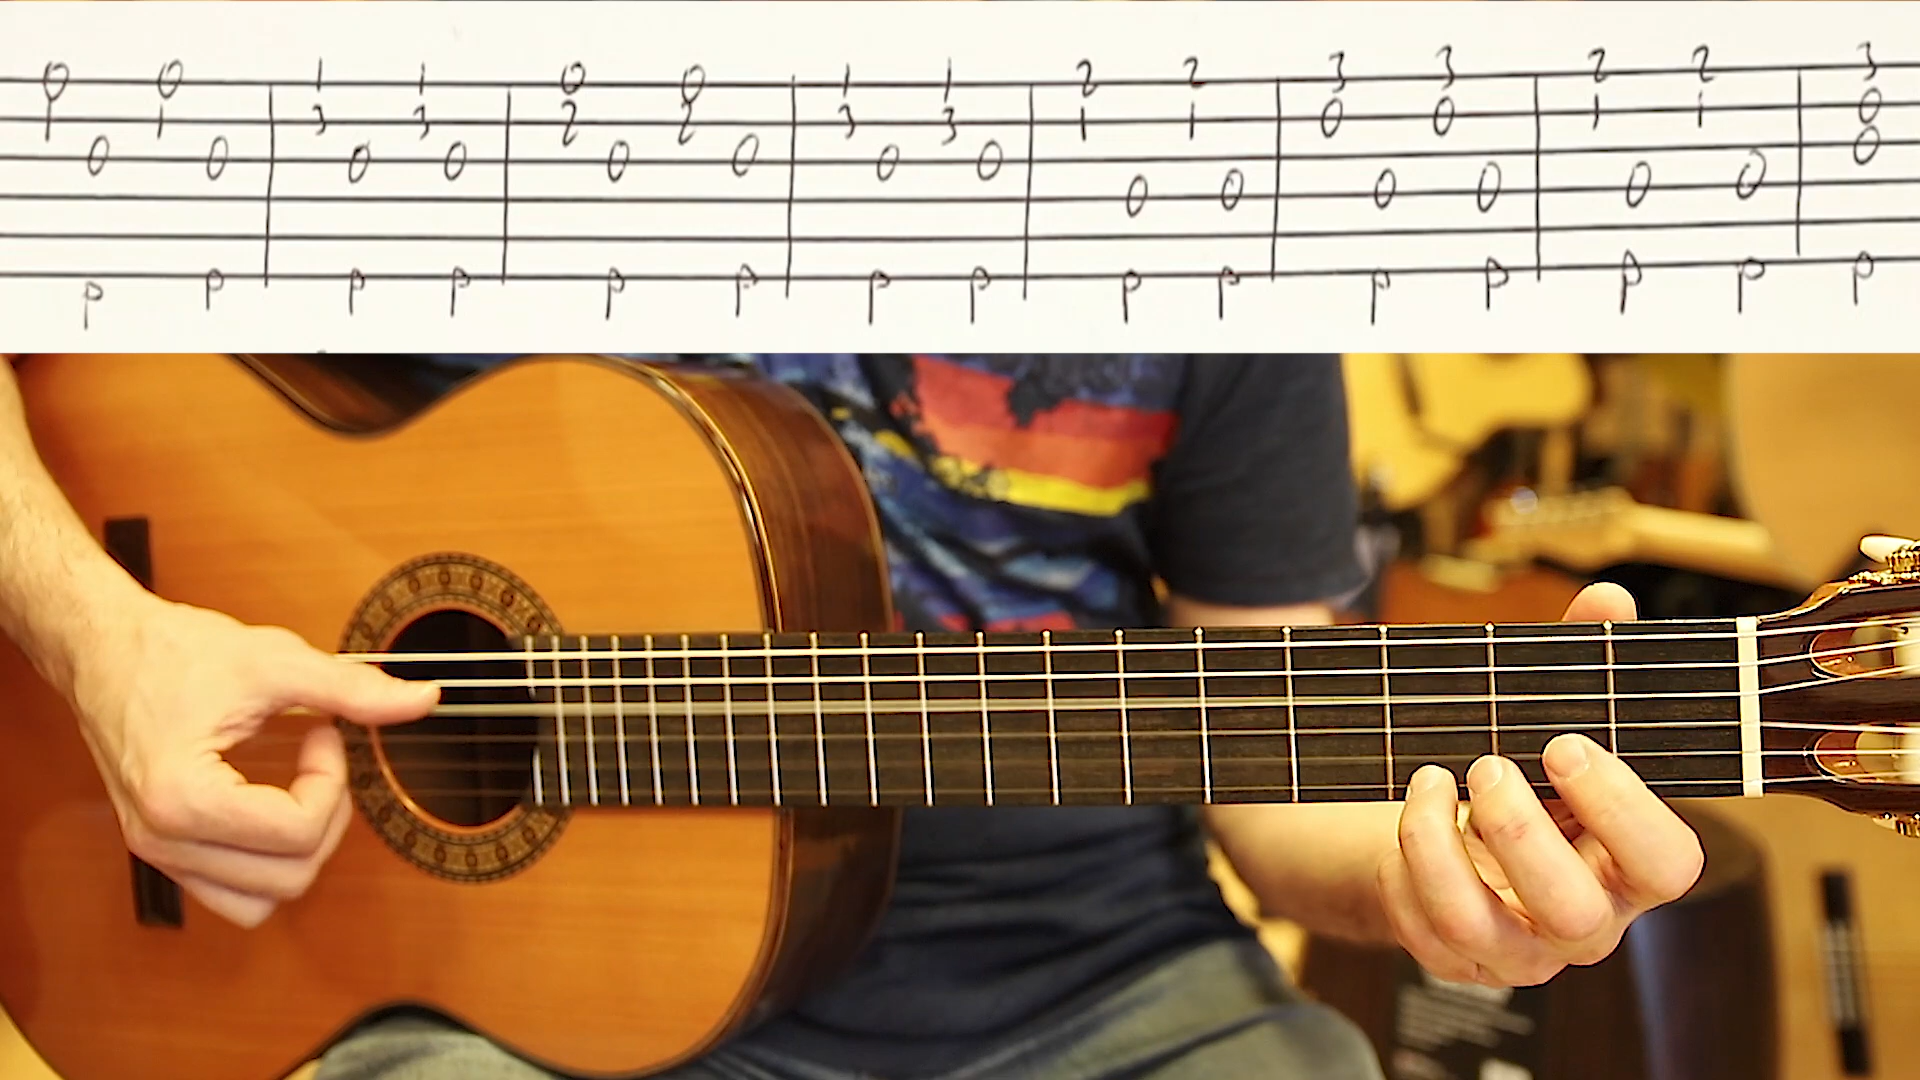 0 0 1 1 0 0 1 1 2 2 3 3 2 2 3
1 1 3 3 2 2 3 3 1 1 0 0 1 1 0
0 0 0 0 0 0 0 0 0
0 0 0 0 0 0
p p p p p p p p p p p p p p p